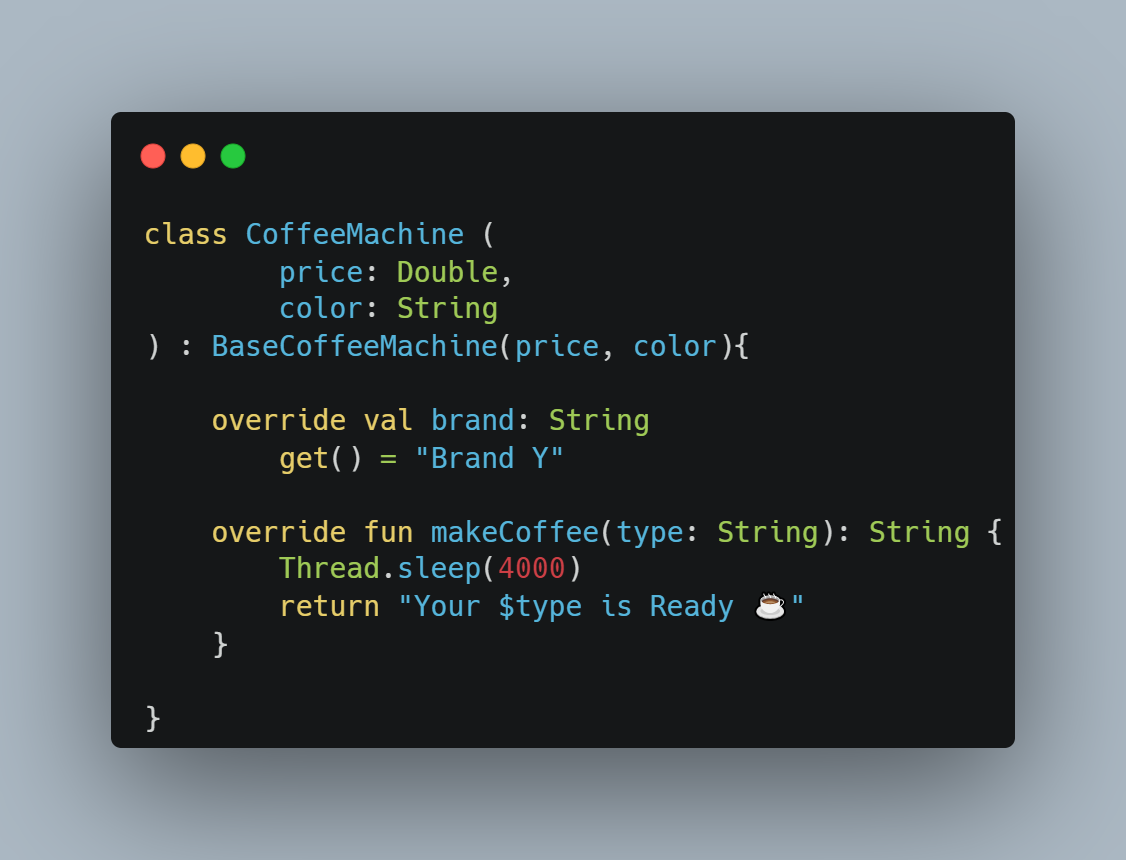 class CoffeeMachine (
        price: Double,
        color: String
) : BaseCoffeeMachine(price, color){
    override val brand: String
        get() = "Brand Y"
    override fun makeCoffee(type: String): String {
        Thread.sleep(4000)
        return "Your $type is Ready ☕"
    }
}